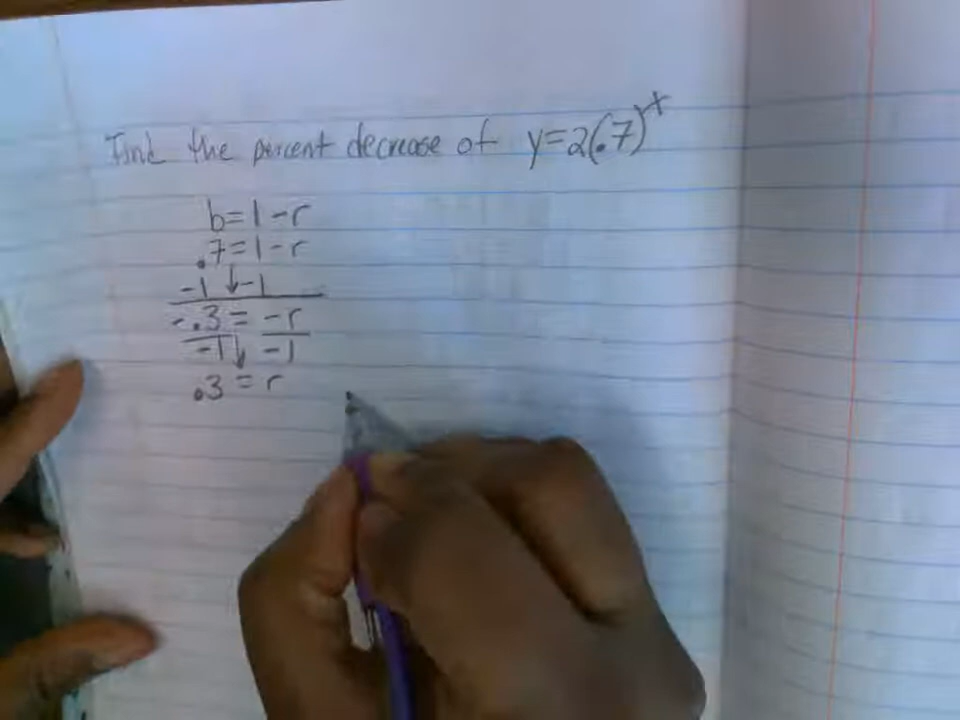 Find the percent decrease of y=2(.7)^x
b=1-r
.7=1-r
-1 ↓-1
-.3 = -r
-1↓ -1
.3 = r